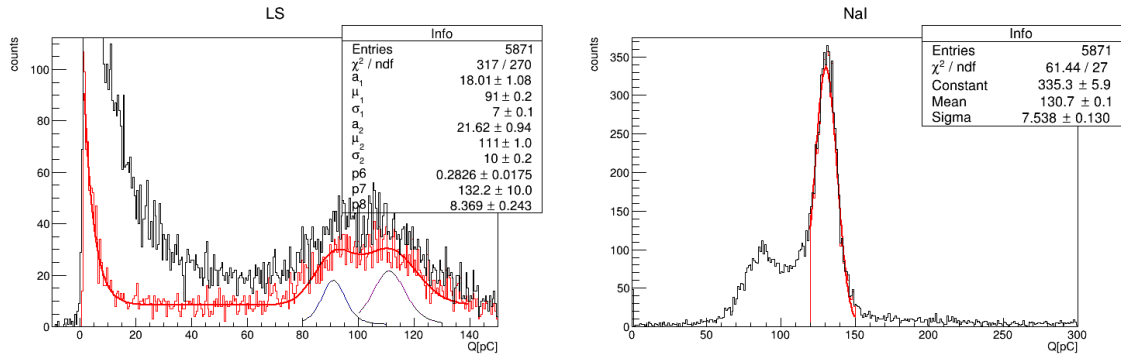 LS
counts
Info
Entries 5871
χ² / ndf 317 / 270
a₁ 18.01 ± 1.08
μ₁ 91 ± 0.2
σ₁ 7 ± 0.1
a₂ 21.62 ± 0.94
μ₂ 111 ± 1.0
σ₂ 10 ± 0.2
p6 0.2826 ± 0.0175
p7 132.2 ± 10.0
p8 8.369 ± 0.243
100
80
60
40
20
0
0 20 40 60 80 100 120 140
Q[pC]
NaI
counts
Info
Entries 5871
χ² / ndf 61.44 / 27
Constant 335.3 ± 5.9
Mean 130.7 ± 0.1
Sigma 7.538 ± 0.130
350
300
250
200
150
100
50
0
0 50 100 150 200 250 300
Q[pC]